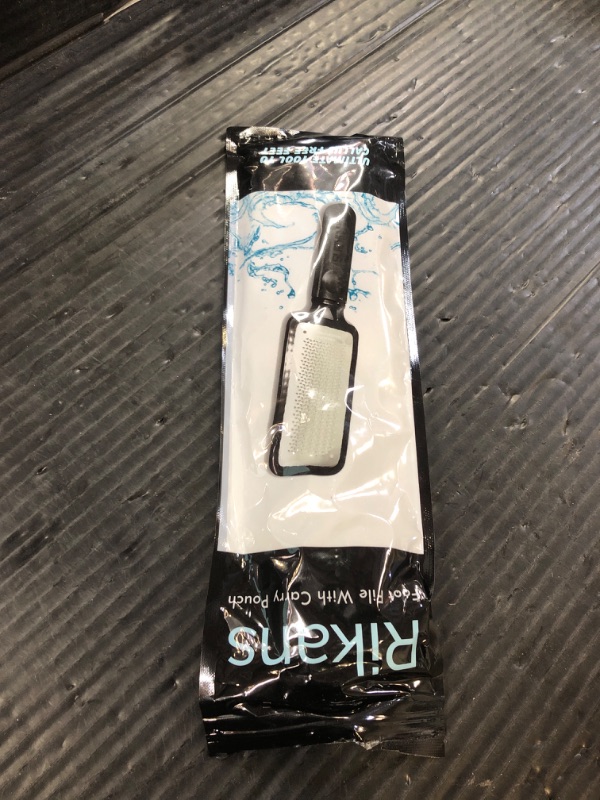 Rikans
Foot File With Carry Pouch
ULTIMATE TOOL TO
CALLUS FREE FEET